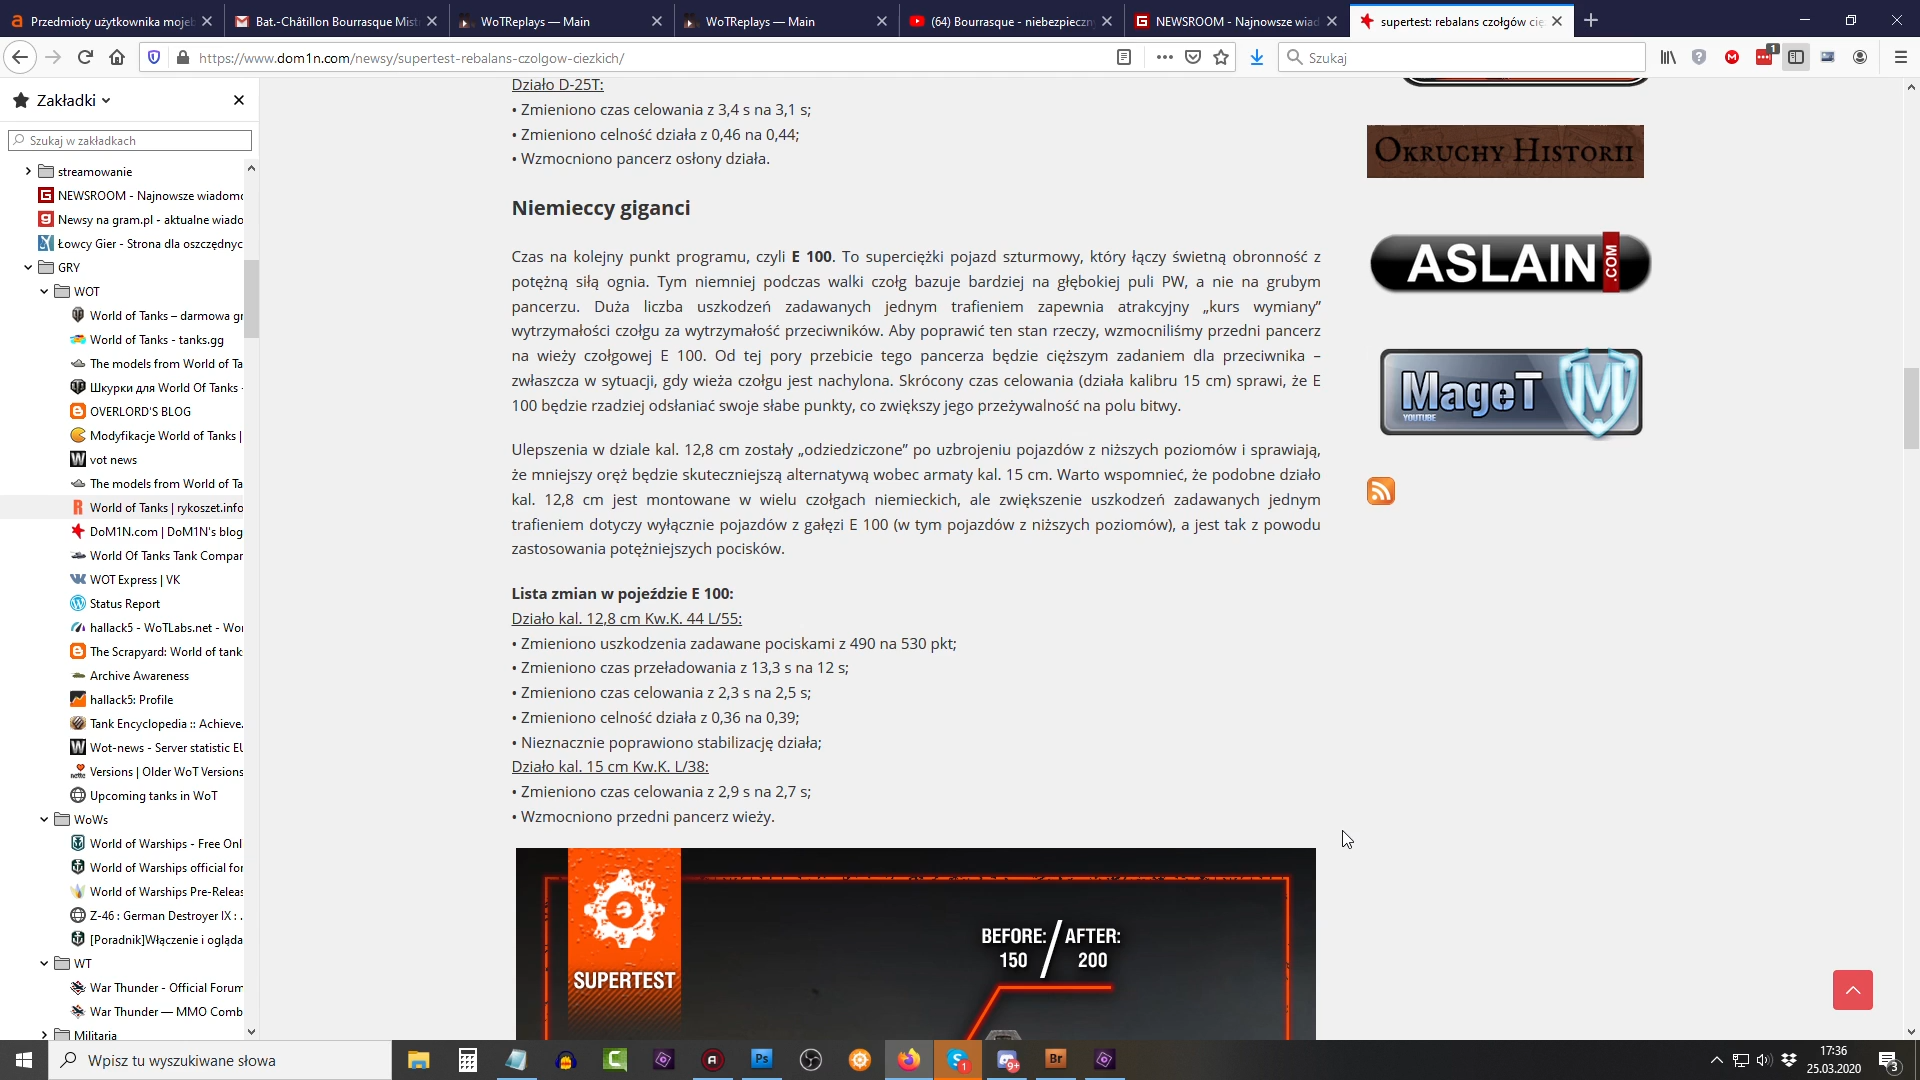 Przedmioty użytkownika mojeb
Bat.-Châtillon Bourrasque Mist
WoTReplays — Main
WoTReplays — Main
(64) Bourrasque - niebezpieczn
NEWSROOM - Najnowsze wiad
supertest: rebalans czołgów cię
https://www.dom1n.com/newsy/supertest-rebalans-czolgow-ciezkich/
Szukaj
1
Zakładki
Szukaj w zakładkach
streamowanie
NEWSROOM - Najnowsze wiadomo
Newsy na gram.pl - aktualne wiado
Łowcy Gier - Strona dla oszczędnyc
GRY
WOT
World of Tanks – darmowa gr
World of Tanks - tanks.gg
The models from World of Ta
Шкурки для World Of Tanks -
OVERLORD'S BLOG
Modyfikacje World of Tanks |
vot news
The models from World of Ta
World of Tanks | rykoszet.info
DoM1N.com | DoM1N's blog
World Of Tanks Tank Compar
WOT Express | VK
Status Report
hallack5 - WoTLabs.net - Wor
The Scrapyard: World of tank
Archive Awareness
hallack5: Profile
Tank Encyclopedia :: Achieve.
Wot-news - Server statistic EU
Versions | Older WoT Versions
Upcoming tanks in WoT
WoWs
World of Warships - Free Onl
World of Warships official for
World of Warships Pre-Releas
Z-46 : German Destroyer IX : .
[Poradnik]Włączenie i ogląda
WT
War Thunder - Official Forum
War Thunder — MMO Comb
Militaria
Działo D-25T:
• Zmieniono czas celowania z 3,4 s na 3,1 s;
• Zmieniono celność działa z 0,46 na 0,44;
• Wzmocniono pancerz osłony działa.
Niemieccy giganci
Czas na kolejny punkt programu, czyli E 100. To superciężki pojazd szturmowy, który łączy świetną obronność z
potężną siłą ognia. Tym niemniej podczas walki czołg bazuje bardziej na głębokiej puli PW, a nie na grubym
pancerzu. Duża liczba uszkodzeń zadawanych jednym trafieniem zapewnia atrakcyjny „kurs wymiany”
wytrzymałości czołgu za wytrzymałość przeciwników. Aby poprawić ten stan rzeczy, wzmocniliśmy przedni pancerz
na wieży czołgowej E 100. Od tej pory przebicie tego pancerza będzie cięższym zadaniem dla przeciwnika –
zwłaszcza w sytuacji, gdy wieża czołgu jest nachylona. Skrócony czas celowania (działa kalibru 15 cm) sprawi, że E
100 będzie rzadziej odsłaniać swoje słabe punkty, co zwiększy jego przeżywalność na polu bitwy.
Ulepszenia w dziale kal. 12,8 cm zostały „odziedziczone” po uzbrojeniu pojazdów z niższych poziomów i sprawiają,
że mniejszy oręż będzie skuteczniejszą alternatywą wobec armaty kal. 15 cm. Warto wspomnieć, że podobne działo
kal. 12,8 cm jest montowane w wielu czołgach niemieckich, ale zwiększenie uszkodzeń zadawanych jednym
trafieniem dotyczy wyłącznie pojazdów z gałęzi E 100 (w tym pojazdów z niższych poziomów), a jest tak z powodu
zastosowania potężniejszych pocisków.
Lista zmian w pojeździe E 100:
Działo kal. 12,8 cm Kw.K. 44 L/55:
• Zmieniono uszkodzenia zadawane pociskami z 490 na 530 pkt;
• Zmieniono czas przeładowania z 13,3 s na 12 s;
• Zmieniono czas celowania z 2,3 s na 2,5 s;
• Zmieniono celność działa z 0,36 na 0,39;
• Nieznacznie poprawiono stabilizację działa;
Działo kal. 15 cm Kw.K. L/38:
• Zmieniono czas celowania z 2,9 s na 2,7 s;
• Wzmocniono przedni pancerz wieży.
SUPERTEST
BEFORE: / AFTER:
150 200
OKRUCHY HISTORII
ASLAIN .COM
MageT
YOUTUBE
Wpisz tu wyszukiwane słowa
Ps
1
9+
Br
17:36
25.03.2020
3